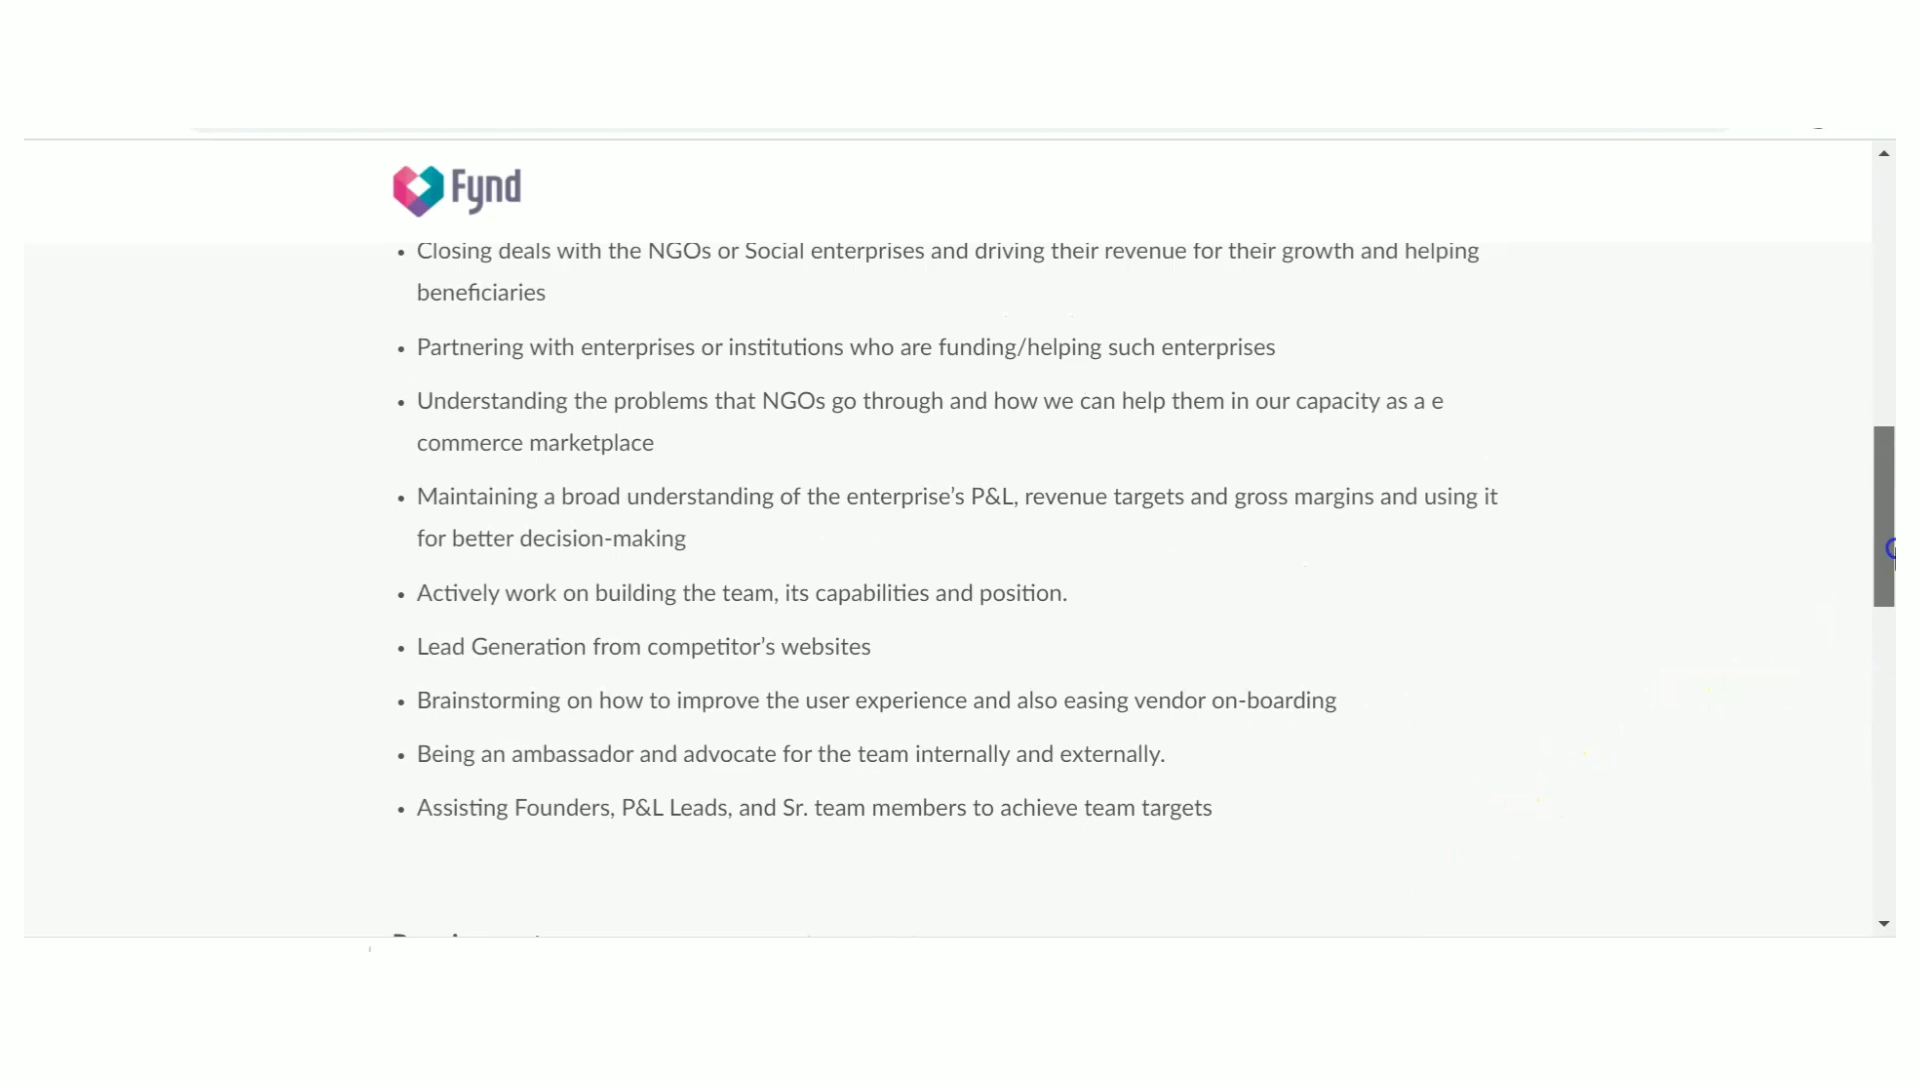 Fynd
• Closing deals with the NGOs or Social enterprises and driving their revenue for their growth and helping
beneficiaries
• Partnering with enterprises or institutions who are funding/helping such enterprises
• Understanding the problems that NGOs go through and how we can help them in our capacity as a e
commerce marketplace
• Maintaining a broad understanding of the enterprise’s P&L, revenue targets and gross margins and using it
for better decision-making
• Actively work on building the team, its capabilities and position.
• Lead Generation from competitor’s websites
• Brainstorming on how to improve the user experience and also easing vendor on-boarding
• Being an ambassador and advocate for the team internally and externally.
• Assisting Founders, P&L Leads, and Sr. team members to achieve team targets